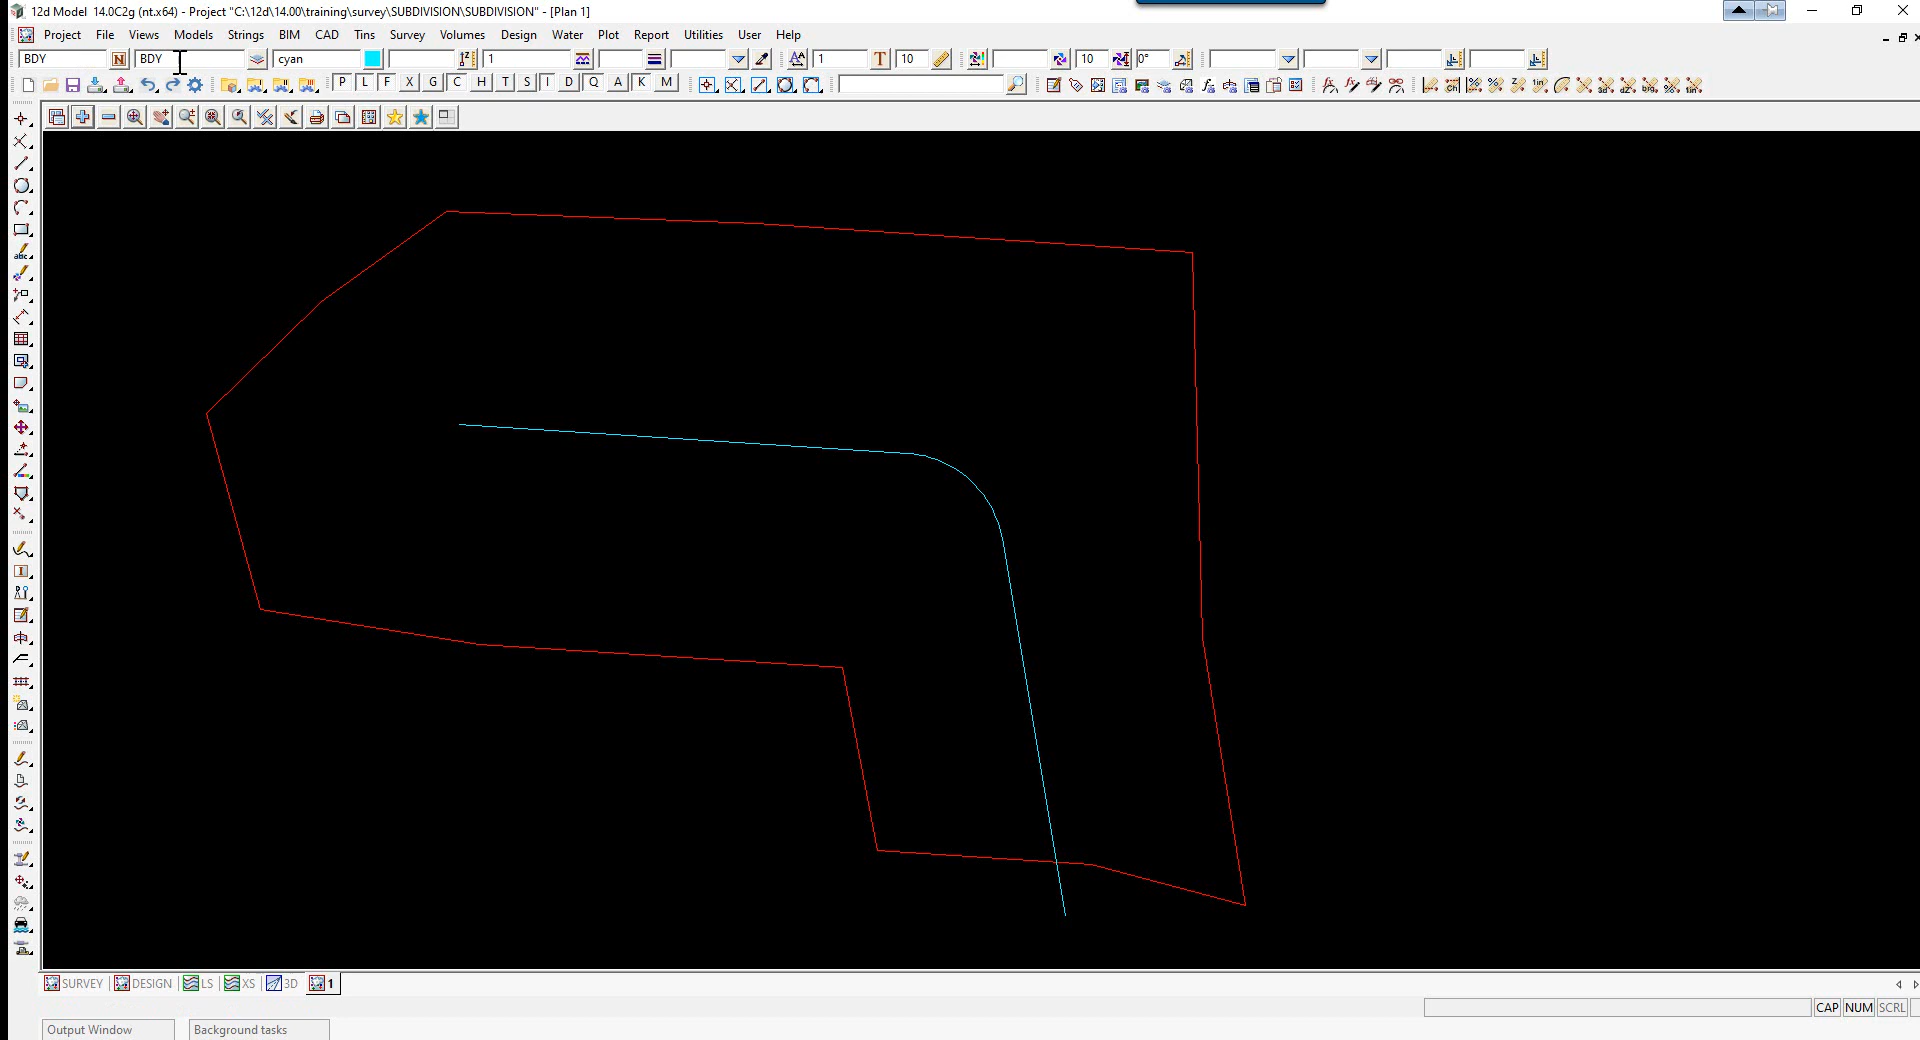 12d Model 14.0C2g (nt.x64) - Project "C:\12d\14.00\training\survey\SUBDIVISION\SUBDIVISION" - [Plan 1]
Project File Views Models Strings BIM CAD Tins Survey Volumes Design Water Plot Report Utilities User Help
BDY N BDY cyan 1 1 T 10 10 0°
P L F X G C H T S I D Q A K M
SURVEY DESIGN LS XS 3D 1
CAP NUM SCRL
Output Window Background tasks